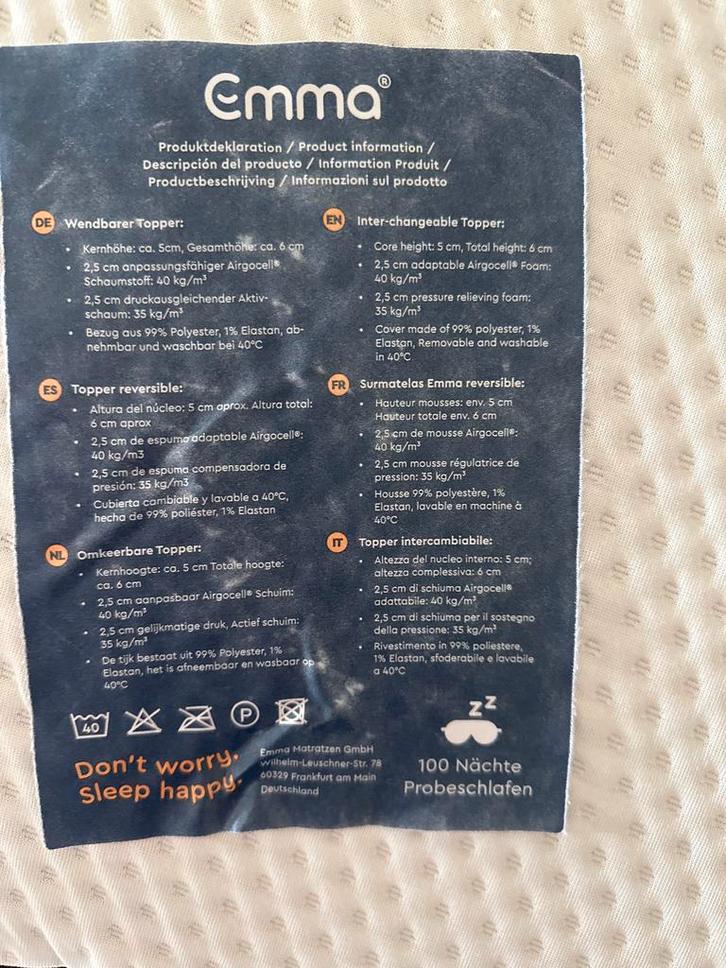 Emma®
Produktdeklaration / Product information /
Descripción del producto / Information Produit /
Productbeschrijving / Informazioni sul prodotto
DE Wendbarer Topper:
• Kernhöhe: ca. 5cm, Gesamthöhe: ca. 6 cm
• 2,5 cm anpassungsfähiger Airgocell®
Schaumstoff: 40 kg/m³
• 2,5 cm druckausgleichender Aktiv-
schaum: 35 kg/m³
• Bezug aus 99% Polyester, 1% Elastan, ab-
nehmbar und waschbar bei 40°C
EN Inter-changeable Topper:
• Core height: 5 cm, Total height: 6 cm
• 2,5 cm adaptable Airgocell® Foam:
40 kg/m³
• 2,5 cm pressure relieving foam:
35 kg/m³
• Cover made of 99% polyester, 1%
Elastan, Removable and washable
in 40°C
ES Topper reversible:
• Altura del núcleo: 5 cm aprox. Altura total:
6 cm aprox
• 2,5 cm de espuma adaptable Airgocell®:
40 kg/m3
• 2,5 cm de espuma compensadora de
presión: 35 kg/m3
• Cubierta cambiable y lavable a 40°C,
hecha de 99% poliéster, 1% Elastan
FR Surmatelas Emma reversible:
• Hauteur mousses: env. 5 cm
Hauteur totale env. 6 cm
• 2,5 cm de mousse Airgocell®:
40 kg/m³
• 2,5 cm mousse régulatrice de
pression: 35 kg/m³
• Housse 99% polyestère, 1%
Elastan, lavable en machine à
40°C
NL Omkeerbare Topper:
• Kernhoogte: ca. 5 cm Totale hoogte:
ca. 6 cm
• 2,5 cm aanpasbaar Airgocell® Schuim:
40 kg/m³
• 2,5 cm gelijkmatige druk, Actief schuim:
35 kg/m³
• De tijk bestaat uit 99% Polyester, 1%
Elastan, het is afneembaar en wasbaar op
40°C
IT Topper intercambiabile:
• Altezza del nucleo interno: 5 cm;
altezza complessiva: 6 cm
• 2,5 cm di schiuma Airgocell®
adattabile: 40 kg/m³
• 2,5 cm di schiuma per il sostegno
della pressione: 35 kg/m³
• Rivestimento in 99% poliestere,
1% Elastan, sfoderabile e lavabile
a 40°C
40 P
Don't worry.
Sleep happy.
Emma Matratzen GmbH
Wilhelm-Leuschner-Str. 78
60329 Frankfurt am Main
Deutschland
zZ
100 Nächte
Probeschlafen